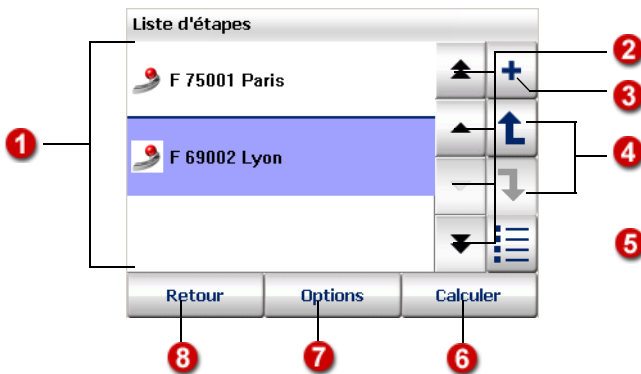 Liste d'étapes
2
F 75001 Paris
3
1
4
F 69002 Lyon
5
Retour
Options
Calculer
8
7
6